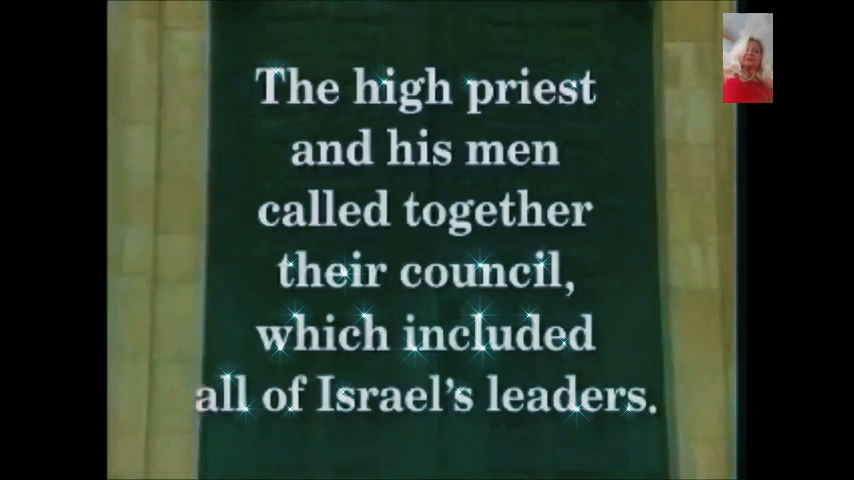 The high priest
and his men
called together
their council,
which included
all of Israel's leaders.